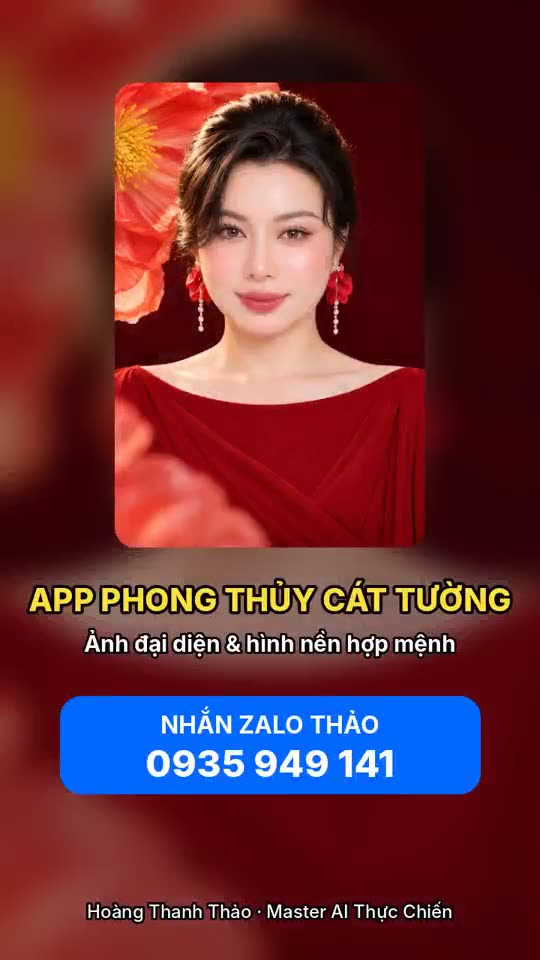 APP PHONG THỦY CÁT TƯỜNG
Ảnh đại diện & hình nền hợp mệnh
NHẮN ZALO THẢO
0935 949 141
Hoàng Thanh Thảo · Master AI Thực Chiến